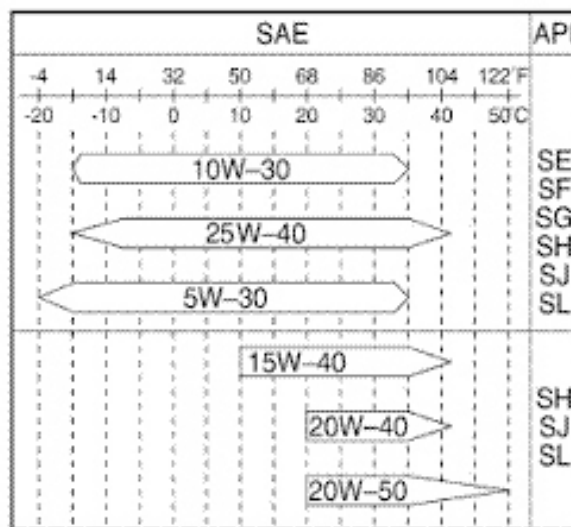 SAE
API
-4 14 32 50 68 86 104 122°F
-20 -10 0 10 20 30 40 50°C
10W–30
25W–40
5W–30
SE
SF
SG
SH
SJ
SL
15W–40
20W–40
20W–50
SH
SJ
SL